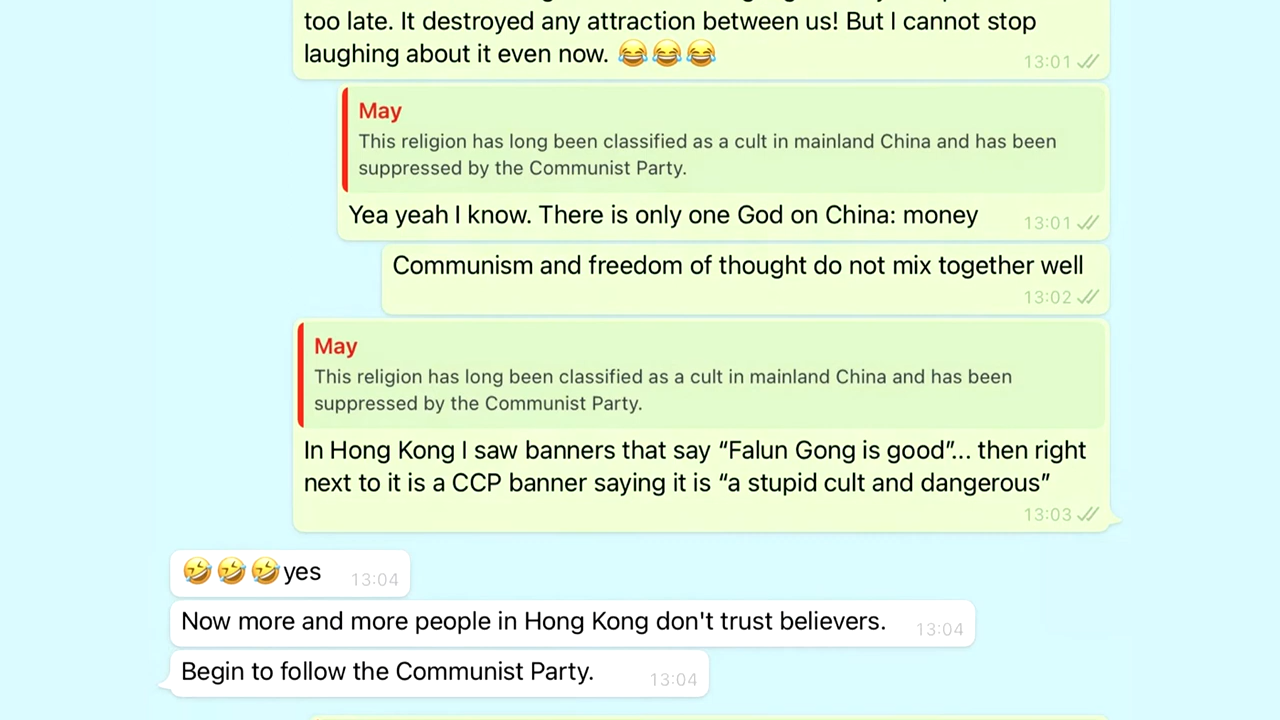 too late. It destroyed any attraction between us! But I cannot stop
laughing about it even now. 😂😂😂
13:01
May
This religion has long been classified as a cult in mainland China and has been
suppressed by the Communist Party.
Yea yeah I know. There is only one God on China: money
13:01
Communism and freedom of thought do not mix together well
13:02
May
This religion has long been classified as a cult in mainland China and has been
suppressed by the Communist Party.
In Hong Kong I saw banners that say “Falun Gong is good”... then right
next to it is a CCP banner saying it is “a stupid cult and dangerous”
13:03
🤣🤣🤣yes
13:04
Now more and more people in Hong Kong don't trust believers.
13:04
Begin to follow the Communist Party.
13:04